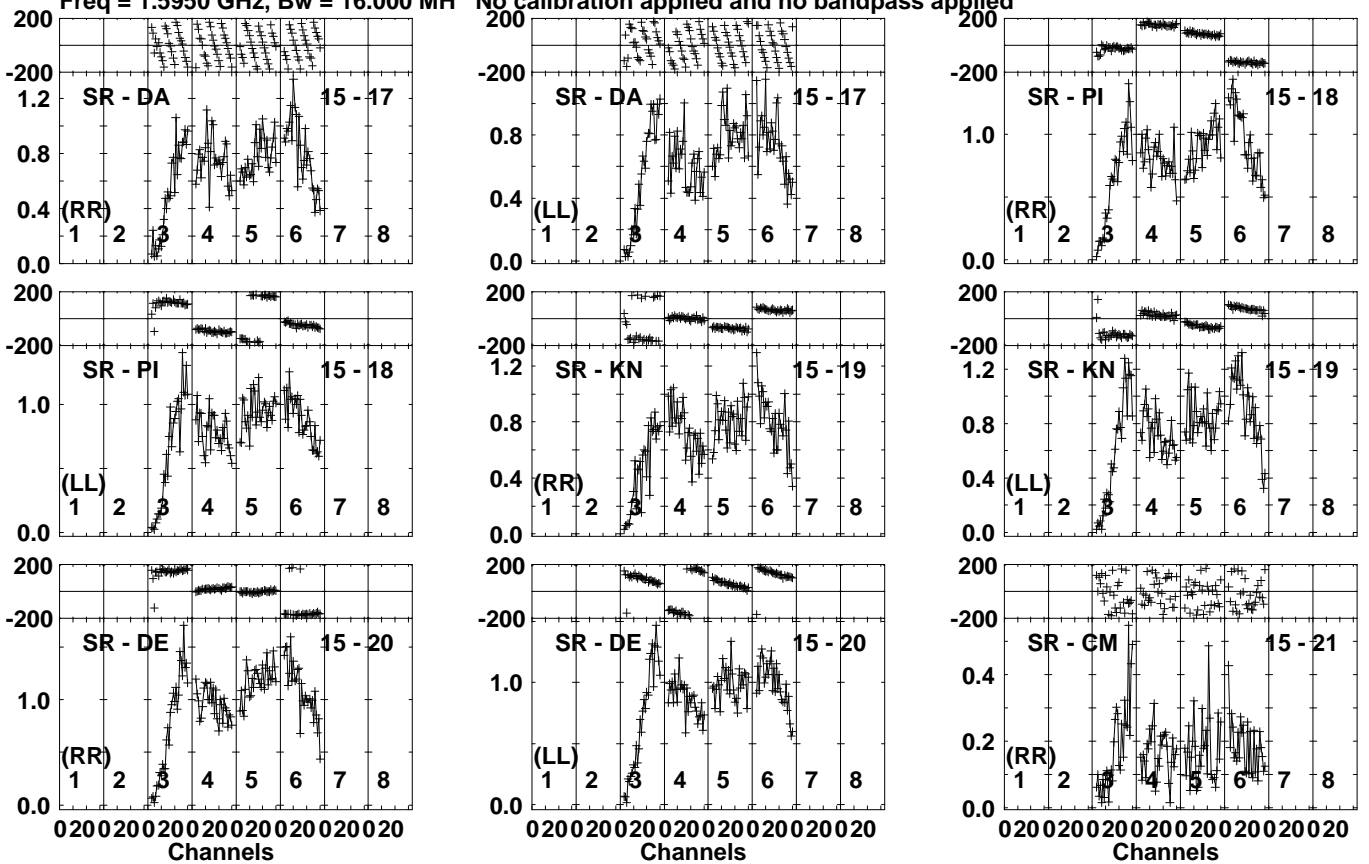 Freq = 1.5950 GHz, Bw = 16.000 MH No calibration applied and no bandpass applied
200 200 200
-200 -200 -200
SR - DA 15 - 17 SR - DA 15 - 17 SR - PI 15 - 18
1.2 1.2 1.0
0.8 0.8
0.4 0.4
(RR) (LL) (RR)
1 2 3 4 5 6 7 8 1 2 3 4 5 6 7 8 1 2 3 4 5 6 7 8
0.0 0.0 0.0
200 200 200
-200 -200 -200
SR - PI 15 - 18 SR - KN 15 - 19 SR - KN 15 - 19
1.0 1.2 1.2
0.8 0.8
0.4 0.4
(LL) (RR) (LL)
1 2 3 4 5 6 7 8 1 2 3 4 5 6 7 8 1 2 3 4 5 6 7 8
0.0 0.0 0.0
200 200 200
-200 -200 -200
SR - DE 15 - 20 SR - DE 15 - 20 SR - CM 15 - 21
1.0 1.0 0.4
0.2
(RR) (LL) (RR)
1 2 3 4 5 6 7 8 1 2 3 4 5 6 7 8 1 2 3 4 5 6 7 8
0.0 0.0 0.0
0 20 0 20 0 20 0 20 0 20 0 20 0 20 0 20 0 20 0 20 0 20 0 20 0 20 0 20 0 20 0 20 0 20 0 20 0 20 0 20 0 20 0 20 0 20 0 20
Channels Channels Channels